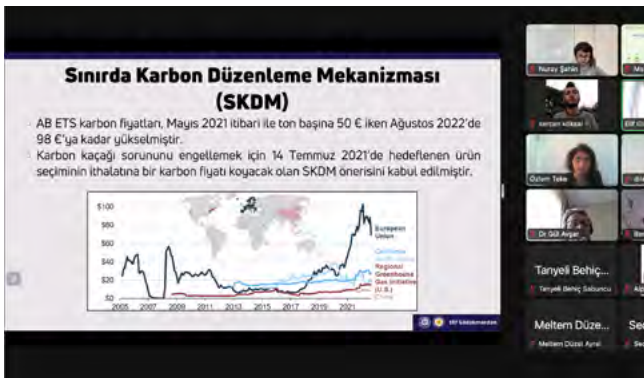 Sınırda Karbon Düzenleme Mekanizması
(SKDM)
AB ETS karbon fiyatları, Mayıs 2021 itibari ile ton başına 50 € iken Ağustos 2022'de
98 €'ya kadar yükselmiştir.
Karbon kaçağı sorununu engellemek için 14 Temmuz 2021'de hedeflenen ürün
seçiminin ithalatına bir karbon fiyatı koyacak olan SKDM önerisini kabul edilmiştir.
$100
$80
$60
$40
$20
$0
European
Union
California
Regional
Greenhouse
Gas Initiative
(U.S.)
China
2005 2007 2009 2011 2013 2015 2017 2019 2021
Nuray Şahin
sercan köksal
Özlem Teke
Dr Gül Avşar
Tanyeli Behiç...
Tanyeli Behiç Sabuncu
Meltem Düze...
Meltem Düzel Ayral